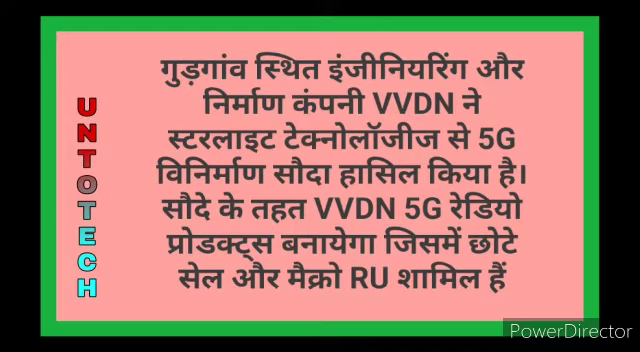 UNTOTECH
गुड़गांव स्थित इंजीनियरिंग और
निर्माण कंपनी VVDN ने
स्टरलाइट टेक्नोलॉजीज से 5G
विनिर्माण सौदा हासिल किया है।
सौदे के तहत VVDN 5G रेडियो
प्रोडक्ट्स बनायेगा जिसमें छोटे
सेल और मैक्रो RU शामिल हैं
PowerDirector